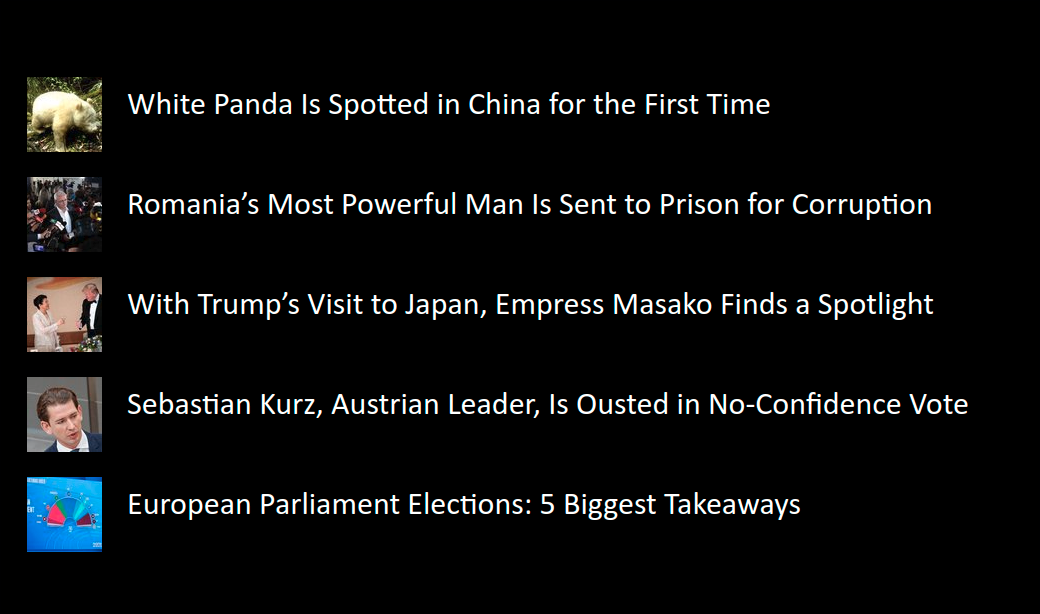 White Panda Is Spotted in China for the First Time
Romania’s Most Powerful Man Is Sent to Prison for Corruption
With Trump’s Visit to Japan, Empress Masako Finds a Spotlight
Sebastian Kurz, Austrian Leader, Is Ousted in No-Confidence Vote
European Parliament Elections: 5 Biggest Takeaways